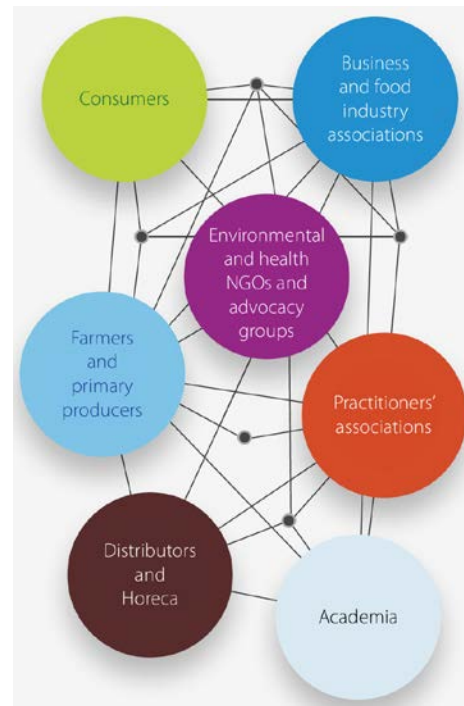 Consumers
Business
and food
industry
associations
Environmental
and health
NGOs and
advocacy
groups
Farmers
and
primary
producers
Practitioners'
associations
Distributors
and
Horeca
Academia